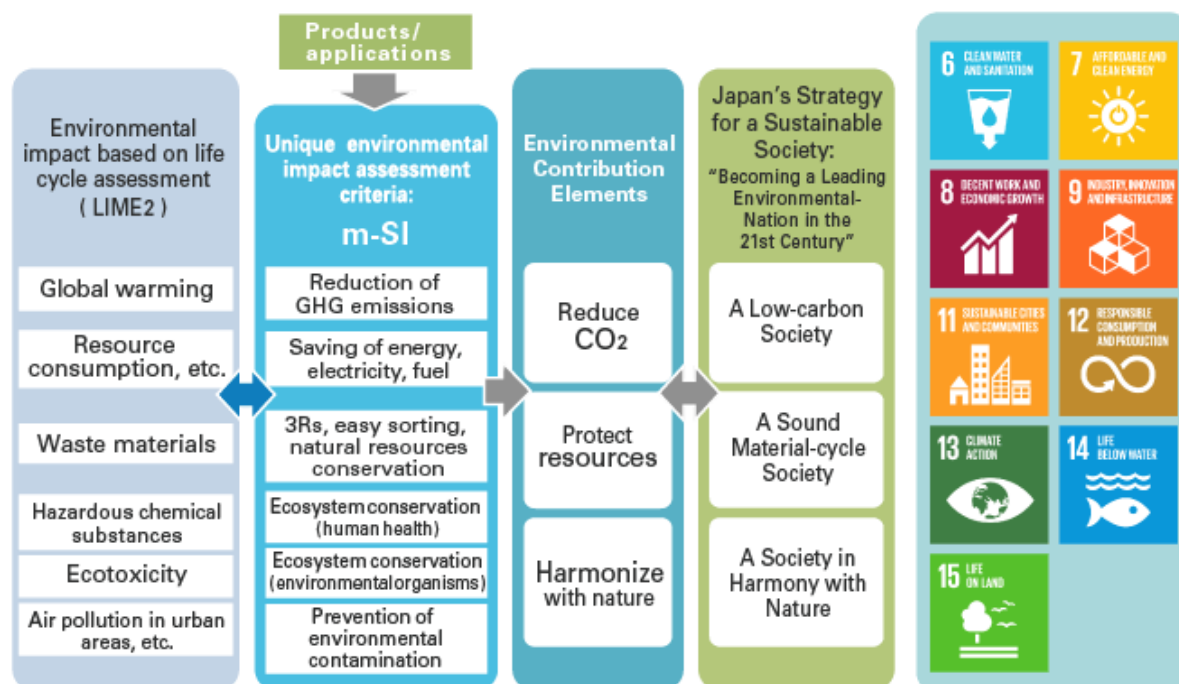 Products/
applications
Environmental
impact based on life
cycle assessment
( LIME2 )
Global warming
Resource
consumption, etc.
Waste materials
Hazardous chemical
substances
Ecotoxicity
Air pollution in urban
areas, etc.
Unique environmental
impact assessment
criteria:
m-SI
Reduction of
GHG emissions
Saving of energy,
electricity, fuel
3Rs, easy sorting,
natural resources
conservation
Ecosystem conservation
(human health)
Ecosystem conservation
(environmental organisms)
Prevention of
environmental
contamination
Environmental
Contribution
Elements
Reduce
CO2
Protect
resources
Harmonize
with nature
Japan's Strategy
for a Sustainable
Society:
“Becoming a Leading
Environmental-
Nation in the
21st Century”
A Low-carbon
Society
A Sound
Material-cycle
Society
A Society in
Harmony with
Nature
6 CLEAN WATER
AND SANITATION
7 AFFORDABLE AND
CLEAN ENERGY
8 DECENT WORK AND
ECONOMIC GROWTH
9 INDUSTRY, INNOVATION
AND INFRASTRUCTURE
11 SUSTAINABLE CITIES
AND COMMUNITIES
12 RESPONSIBLE
CONSUMPTION
AND PRODUCTION
13 CLIMATE
ACTION
14 LIFE
BELOW WATER
15 LIFE
ON LAND